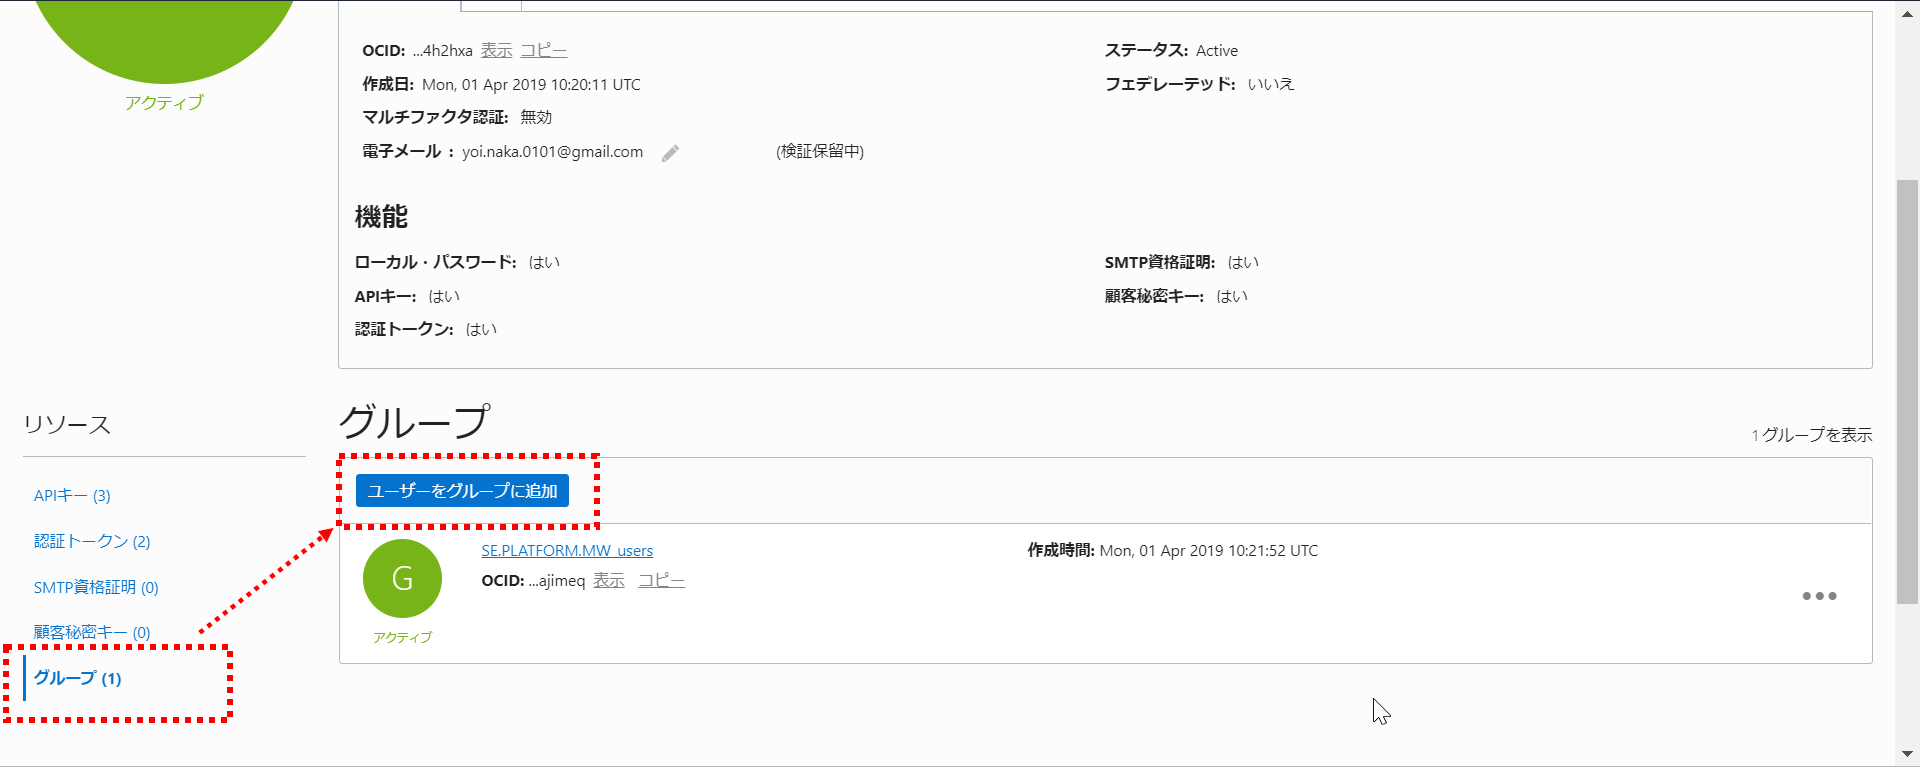 アクティブ
OCID: ...4h2hxa 表示 コピー
ステータス: Active
作成日: Mon, 01 Apr 2019 10:20:11 UTC
フェデレーテッド: いいえ
マルチファクタ認証: 無効
電子メール : yoi.naka.0101@gmail.com (検証保留中)
機能
ローカル・パスワード: はい
SMTP資格証明: はい
APIキー: はい
顧客秘密キー: はい
認証トークン: はい
リソース
APIキー (3)
認証トークン (2)
SMTP資格証明 (0)
顧客秘密キー (0)
グループ (1)
グループ
1 グループを表示
ユーザーをグループに追加
G
アクティブ
SE.PLATFORM.MW_users
作成時間: Mon, 01 Apr 2019 10:21:52 UTC
OCID: ...ajimeq 表示 コピー